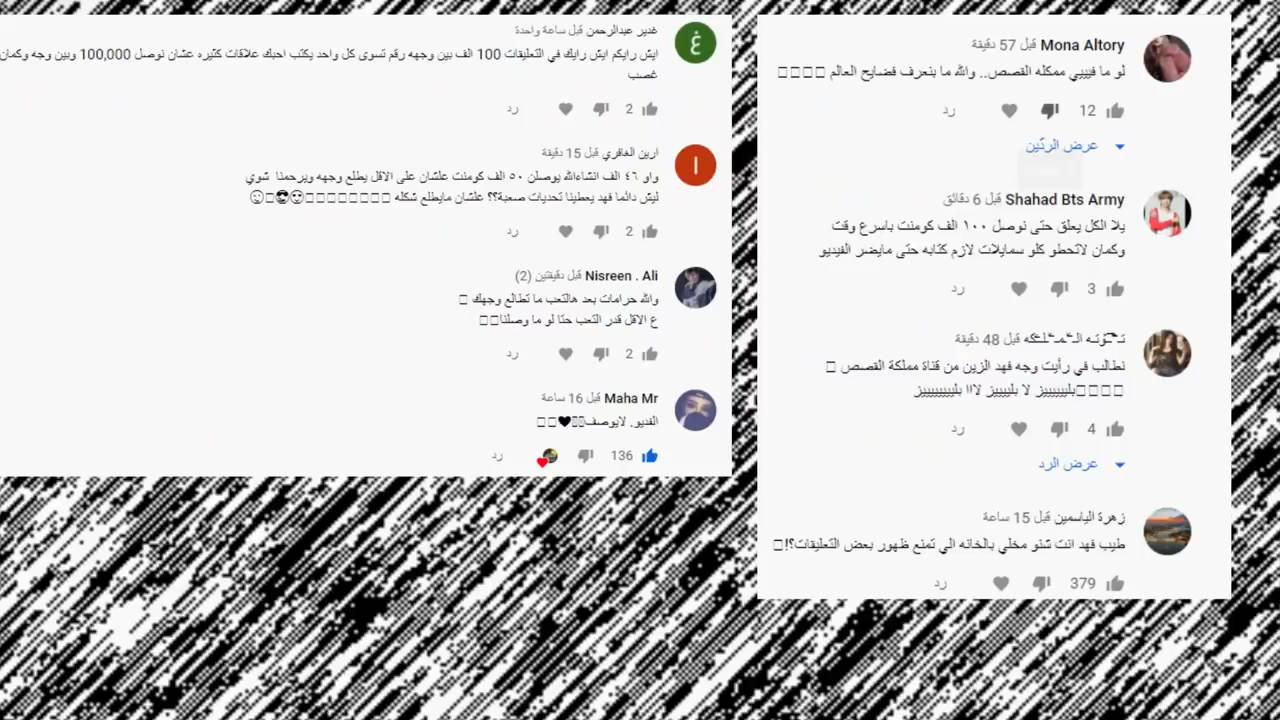 Mona Altory قبل 57 دقيقة
لو ما فيييي ممكله القصص.. والله ما بنعرف فضايح العالم
12 رد
عرض الردّين
Shahad Bts Army قبل 6 دقائق
يلا الكل يعلق حتى نوصل ١٠٠ الف كومنت باسرع وقت
وكمان لاتحطو كلو سمايلات لازم كتابه حتى مايضر الفيديو
3 رد
قبل 48 دقيقة
نطالب في رأيت وجه فهد الزين من قناة مملكة القصص
بلييييييز لا بلييييز لااا بليييييييييز
4 رد
عرض الرد
زهرة الياسمين قبل 15 ساعة
طيب فهد انت شنو مخلي بالخانه الي تمنع ظهور بعض التعليقات؟!
379 رد
غدير عبدالرحمن قبل ساعة واحدة
ايش رايكم ايش رايك في التعليقات 100 الف بين وجهه رقم تسوى كل واحد يكتب احبك علاقات كثيره عشان نوصل 100,000 وبين وجه وكمان
غصب
2 رد
ارين الغافري قبل 15 دقيقة
واو ٤٦ الف انشاءالله يوصلن ٥٠ الف كومنت علشان على الاقل يطلع وجهه ويرحمنا شوي
ليش دائما فهد يعطينا تحديات صعبة؟؟ علشان مايطلع شكله
2 رد
Nisreen . Ali قبل دقيقتين (2)
والله حرامات بعد هالتعب ما تطالع وجهك
ع الاقل قدر التعب حتا لو ما وصلنا
2 رد
Maha Mr قبل 16 ساعة
الفديو. لايوصف
136 رد